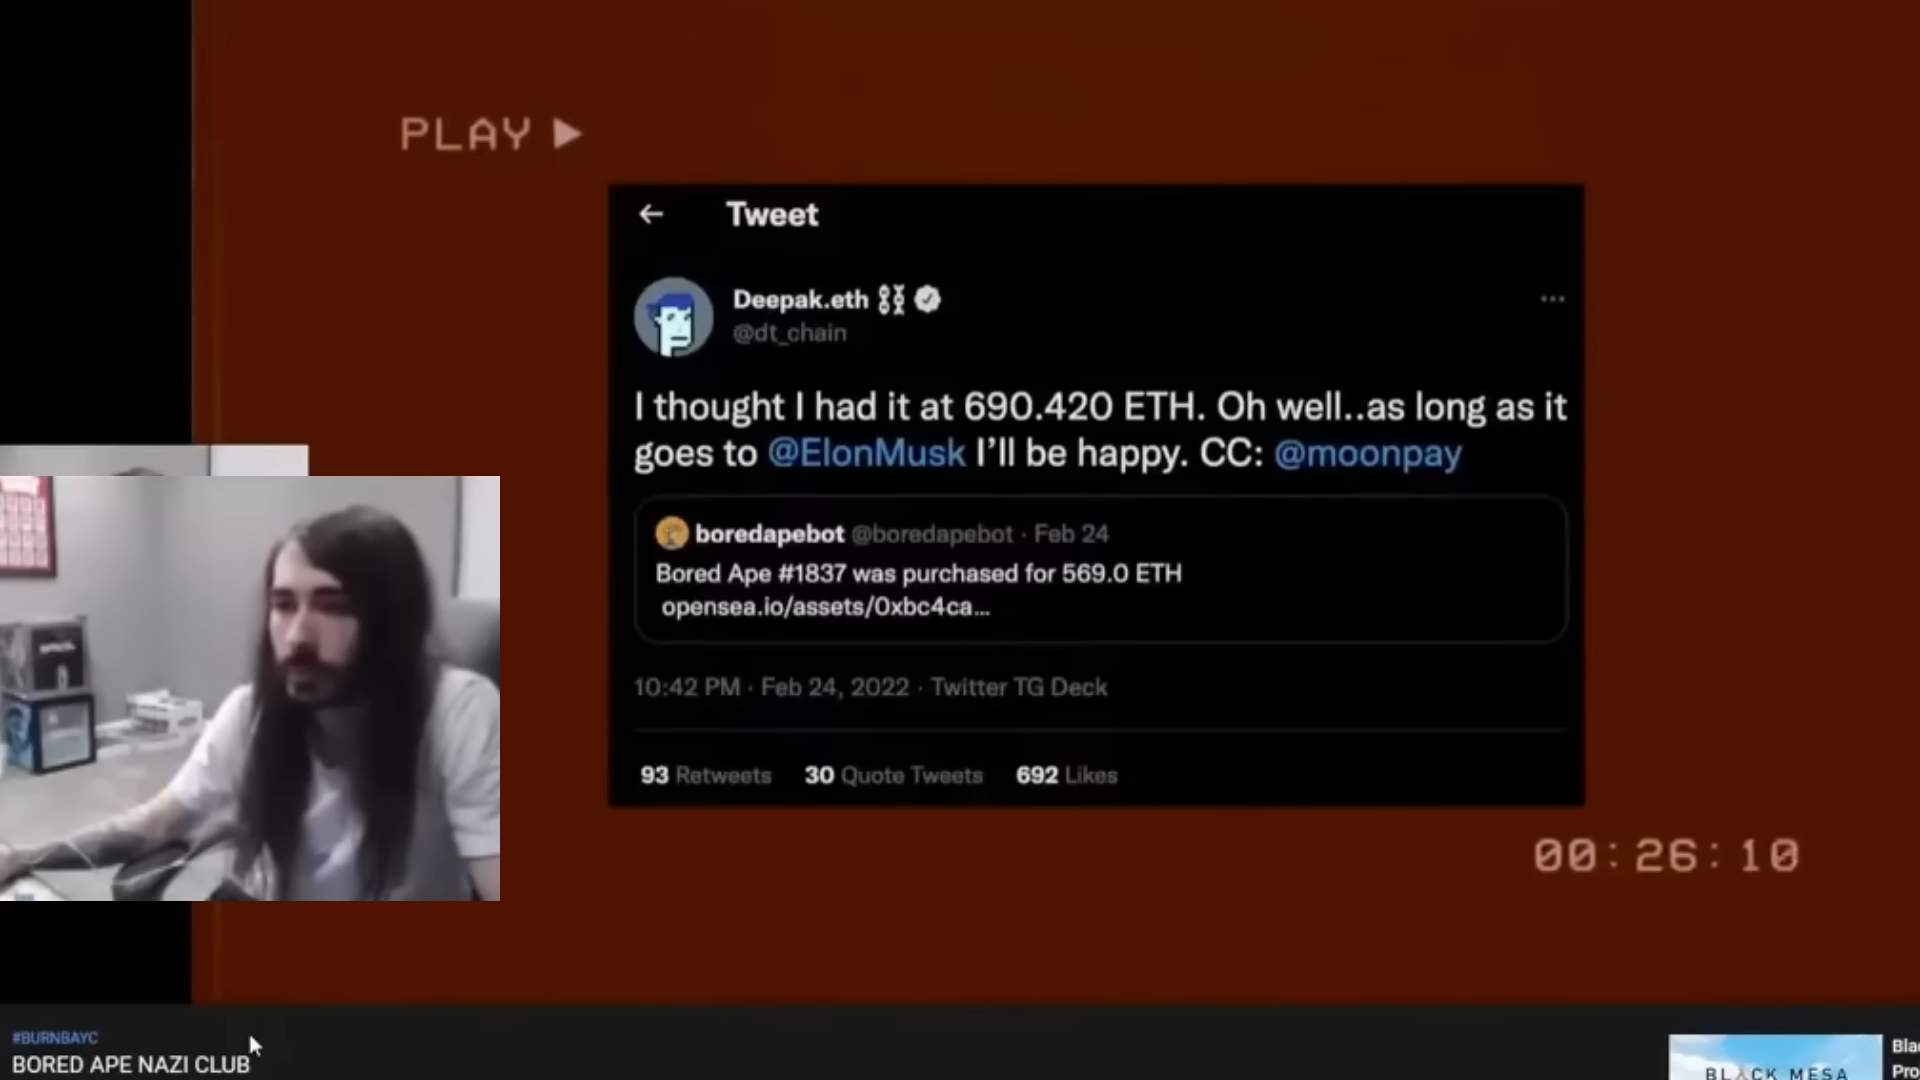 PLAY ▶
← Tweet
Deepak.eth
@dt_chain
...
I thought I had it at 690.420 ETH. Oh well..as long as it
goes to @ElonMusk I'll be happy. CC: @moonpay
boredapebot @boredapebot · Feb 24
Bored Ape #1837 was purchased for 569.0 ETH
opensea.io/assets/0xbc4ca...
10:42 PM · Feb 24, 2022 · Twitter TG Deck
93 Retweets 30 Quote Tweets 692 Likes
00:26:10
#BURNBAYC
BORED APE NAZI CLUB
BLACK MESA